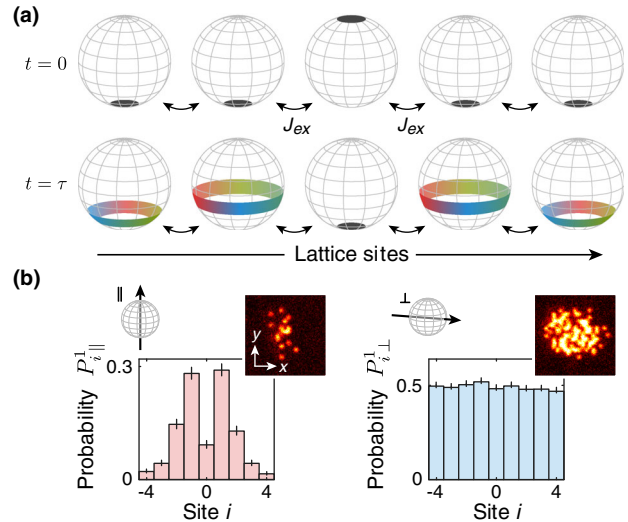 (a)
t = 0
J_ex J_ex
t = τ
Lattice sites
(b)
∥ ⊥
y
x
Probability P^1_{i∥}
0.3
0
-4 0 4
Site i
Probability P^1_{i⊥}
0.5
0
-4 0 4
Site i